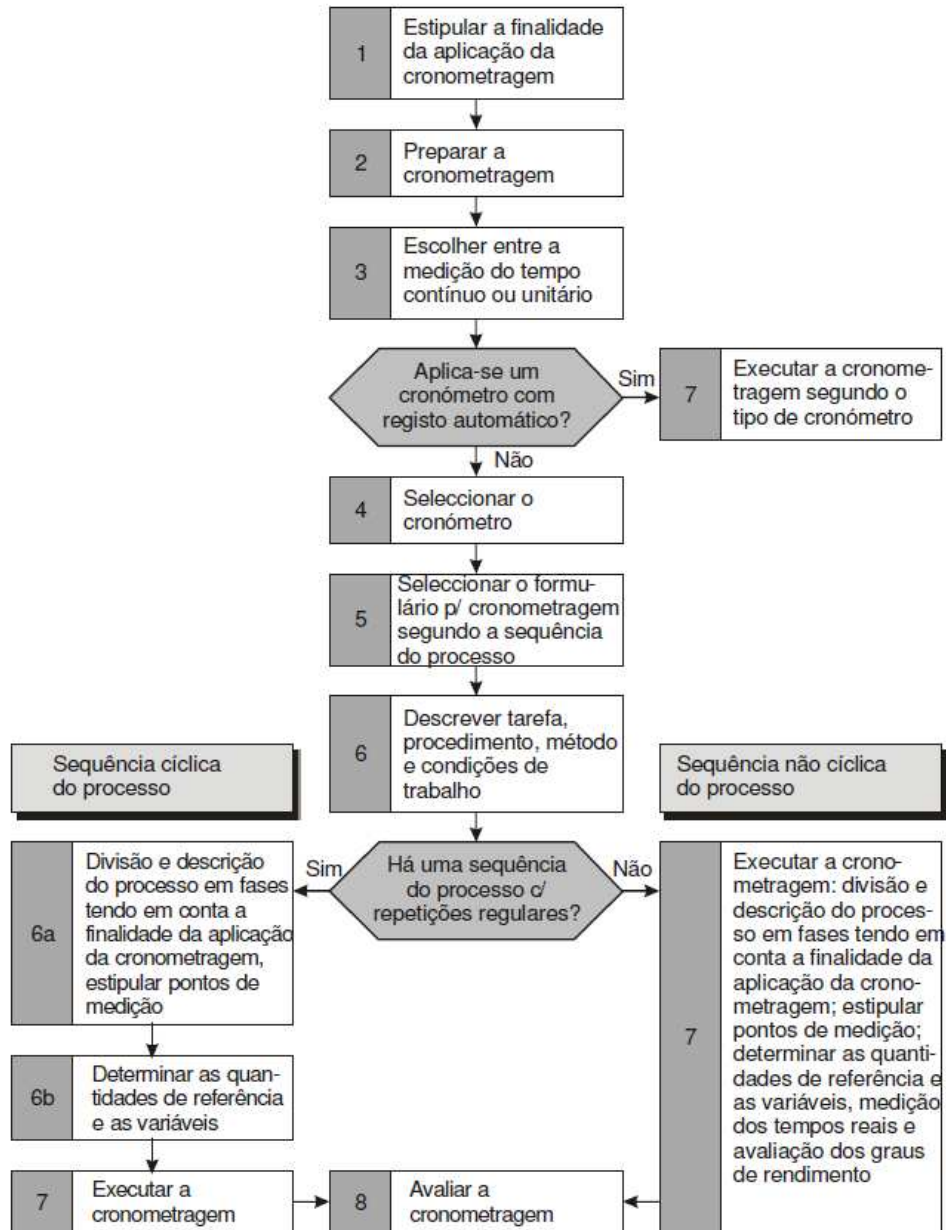 1
Estipular a finalidade
da aplicação da
cronometragem
2
Preparar a
cronometragem
3
Escolher entre a
medição do tempo
contínuo ou unitário
Aplica-se um
cronómetro com
registo automático?
Sim
7
Executar a cronome-
tragem segundo o
tipo de cronómetro
Não
4
Seleccionar o
cronómetro
5
Seleccionar o formu-
lário p/ cronometragem
segundo a sequência
do processo
6
Descrever tarefa,
procedimento, método
e condições de
trabalho
Sequência cíclica
do processo
Sequência não cíclica
do processo
Há uma sequência
do processo c/
repetições regulares?
Sim
Não
6a
Divisão e descrição
do processo em fases
tendo em conta a
finalidade da aplicação
da cronometragem,
estipular pontos de
medição
6b
Determinar as quan-
tidades de referência
e as variáveis
7
Executar a
cronometragem
8
Avaliar a
cronometragem
7
Executar a crono-
metragem: divisão e
descrição do proces-
so em fases tendo em
conta a finalidade da
aplicação da crono-
metragem; estipular
pontos de medição;
determinar as quanti-
dades de referência e
as variáveis, medição
dos tempos reais e
avaliação dos graus
de rendimento